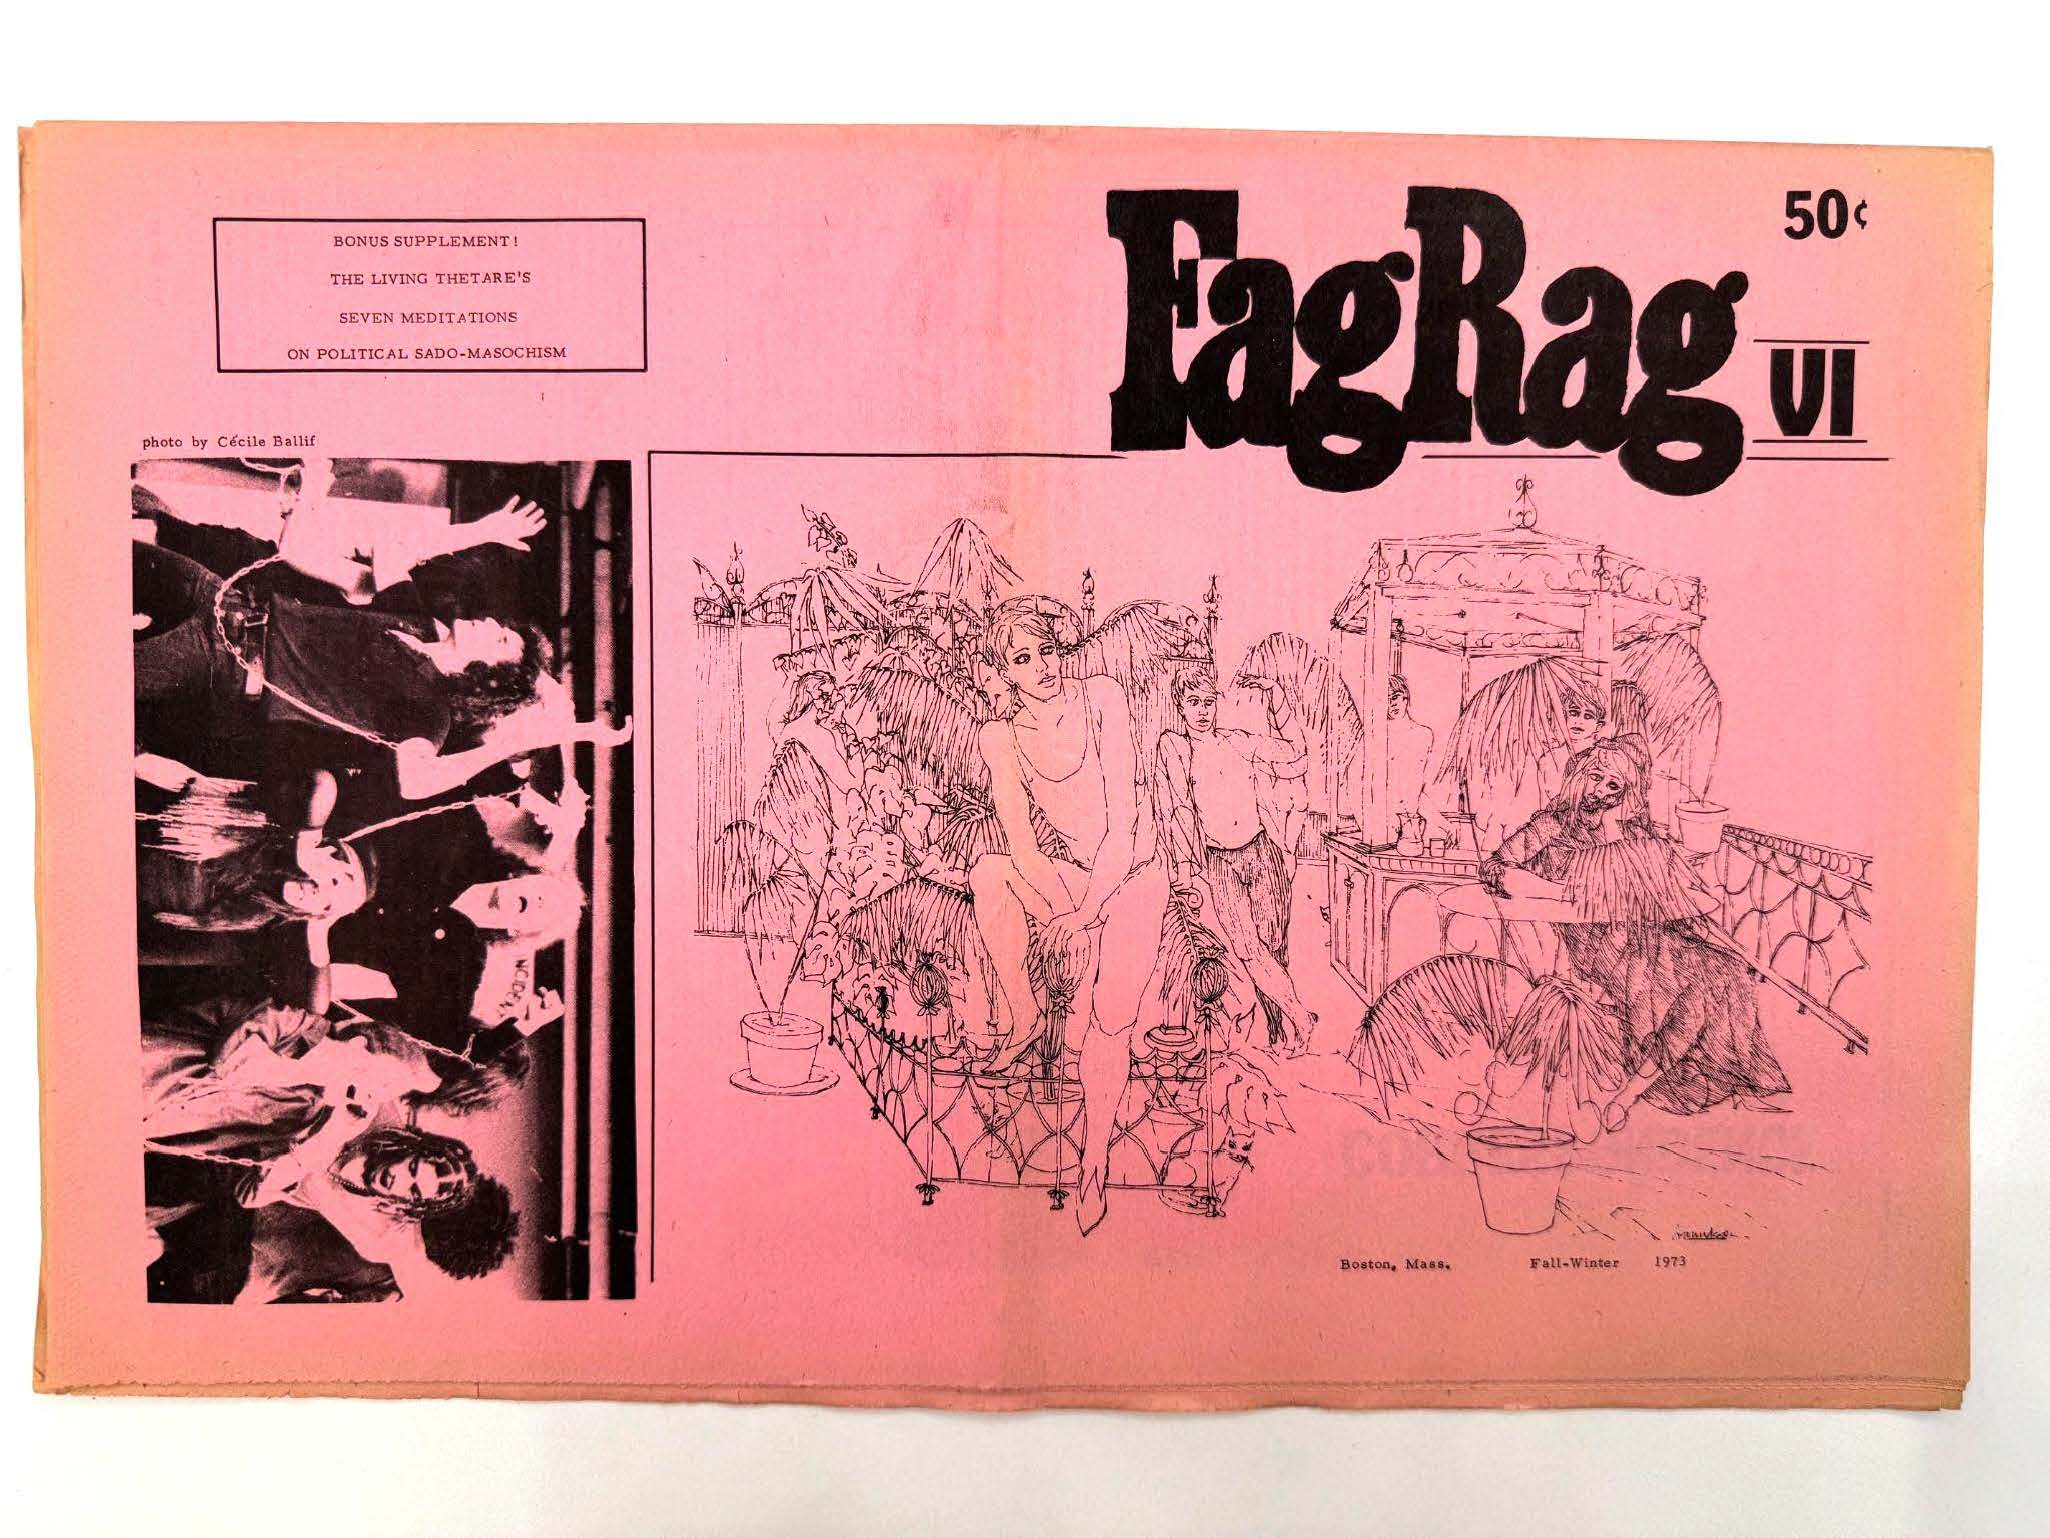 BONUS SUPPLEMENT!
THE LIVING THETARE'S
SEVEN MEDITATIONS
ON POLITICAL SADO-MASOCHISM
photo by Cécile Ballif
FagRag
50¢
VI
Boston, Mass. Fall-Winter 1973